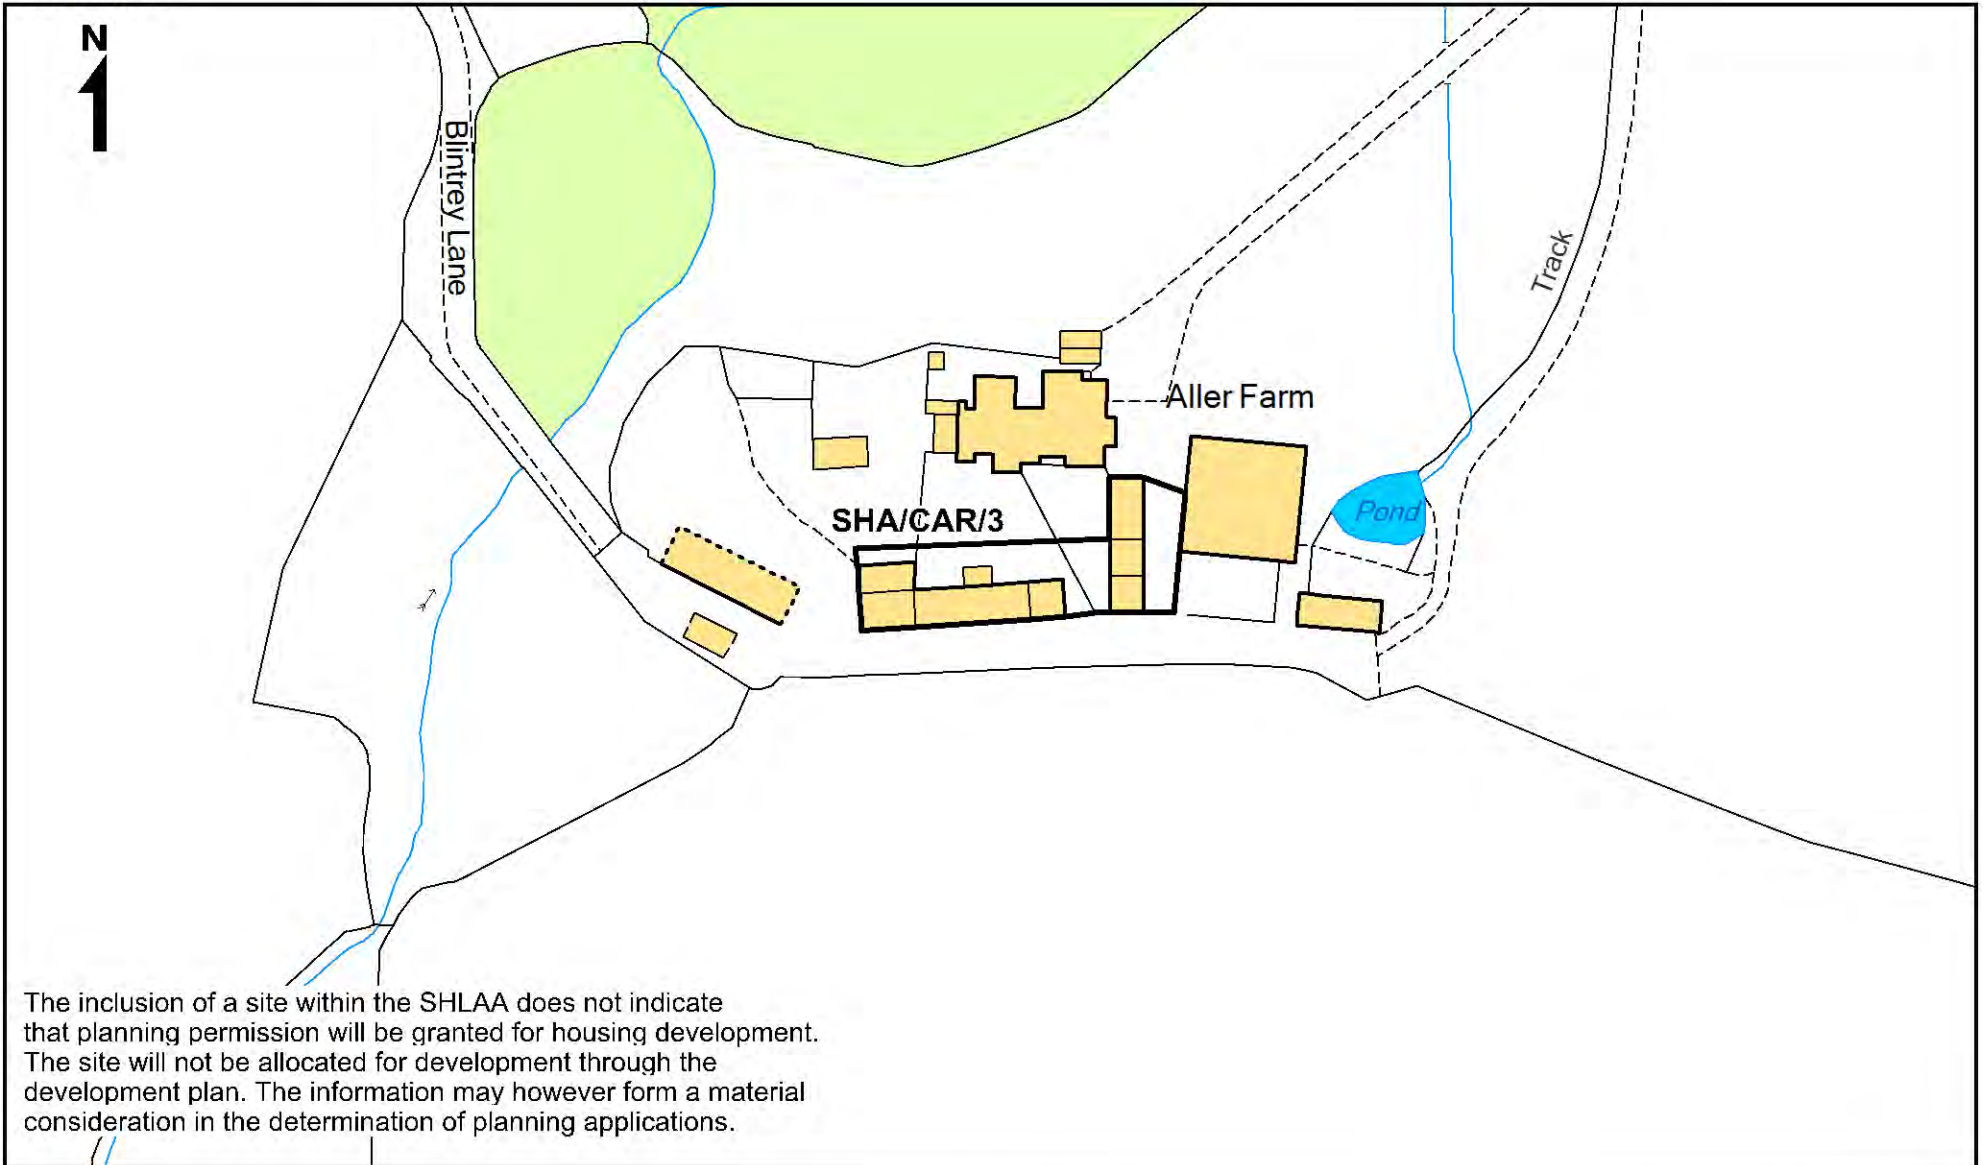 N
Blintrey Lane
Track
Aller Farm
Pond
SHA/CAR/3
The inclusion of a site within the SHLAA does not indicate
that planning permission will be granted for housing development.
The site will not be allocated for development through the
development plan. The information may however form a material
consideration in the determination of planning applications.